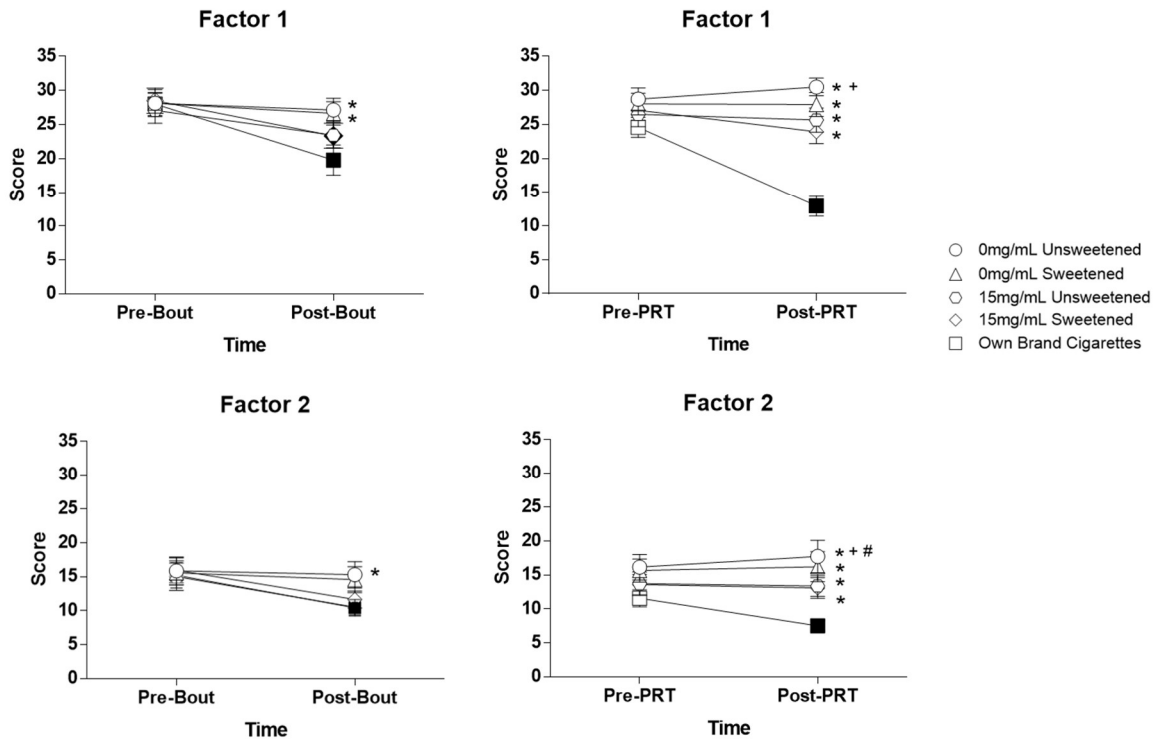 Factor 1
35
30
25
20
15
10
5
0
Score
Pre-Bout
Post-Bout
Time
*
*
Factor 1
35
30
25
20
15
10
5
0
Score
Pre-PRT
Post-PRT
Time
* +
*
*
*
0mg/mL Unsweetened
0mg/mL Sweetened
15mg/mL Unsweetened
15mg/mL Sweetened
Own Brand Cigarettes
Factor 2
35
30
25
20
15
10
5
0
Score
Pre-Bout
Post-Bout
Time
*
Factor 2
35
30
25
20
15
10
5
0
Score
Pre-PRT
Post-PRT
Time
* + #
*
*
*